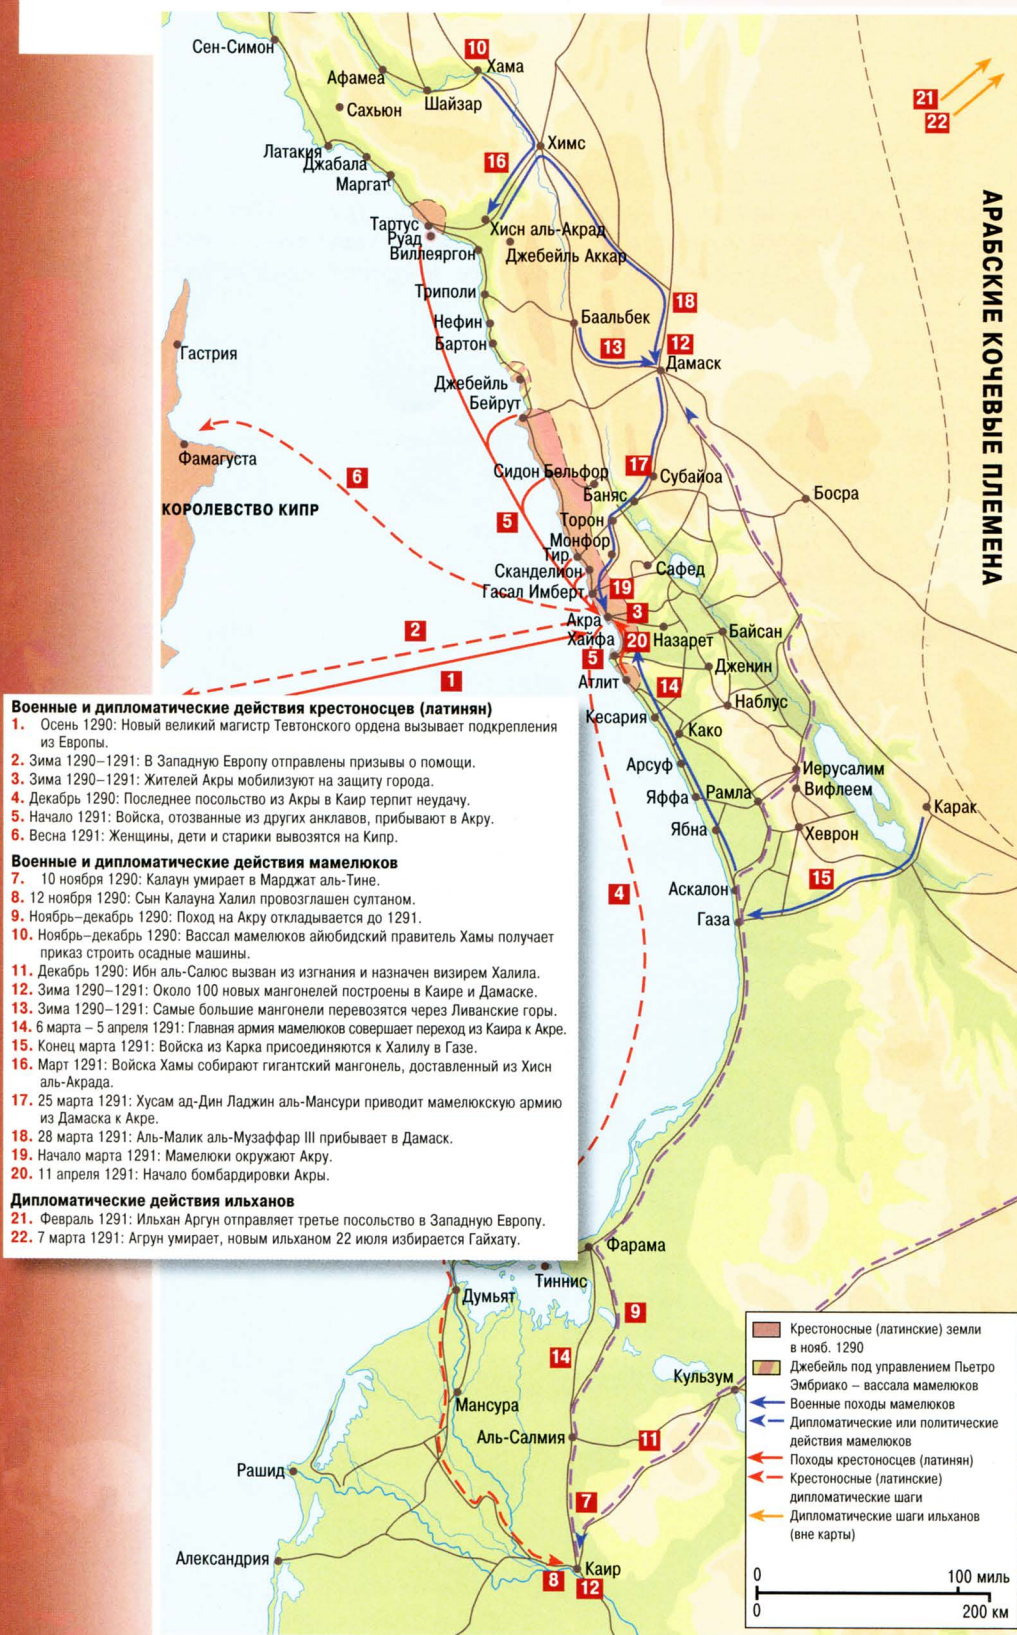 Сен-Симон
10
Хама
Афамеа
Шайзар
Сахьюн
21
22
Латакия
Джабала
Маргат
Химс
16
АРАБСКИЕ КОЧЕВЫЕ ПЛЕМЕНА
Тартус
Руад
Виллеяргон
Хисн аль-Акрад
Джебейль Аккар
Триполи
18
Нефин
Баальбек
Бартон
13
12
Дамаск
Гастрия
Джебейль
Бейрут
Фамагуста
6
Сидон
Бельфор
17
Субайоа
Баняс
Босра
КОРОЛЕВСТВО КИПР
5
Торон
Монфор
Тир
Сканделион
Сафед
Гасал Имберт
19
Акра
3
2
Хайфа
20
Назарет
Байсан
5
Дженин
1
Атлит
14
Наблус
Кесария
Како
Арсуф
Иерусалим
Яффа
Рамла
Вифлеем
Карак
Ябна
Хеврон
15
Аскалон
4
Газа
Военные и дипломатические действия крестоносцев (латинян)
1. Осень 1290: Новый великий магистр Тевтонского ордена вызывает подкрепления
из Европы.
2. Зима 1290–1291: В Западную Европу отправлены призывы о помощи.
3. Зима 1290–1291: Жителей Акры мобилизуют на защиту города.
4. Декабрь 1290: Последнее посольство из Акры в Каир терпит неудачу.
5. Начало 1291: Войска, отозванные из других анклавов, прибывают в Акру.
6. Весна 1291: Женщины, дети и старики вывозятся на Кипр.
Военные и дипломатические действия мамелюков
7. 10 ноября 1290: Калаун умирает в Марджат аль-Тине.
8. 12 ноября 1290: Сын Калауна Халил провозглашен султаном.
9. Ноябрь–декабрь 1290: Поход на Акру откладывается до 1291.
10. Ноябрь–декабрь 1290: Вассал мамелюков айюбидский правитель Хамы получает
приказ строить осадные машины.
11. Декабрь 1290: Ибн аль-Салюс вызван из изгнания и назначен визирем Халила.
12. Зима 1290–1291: Около 100 новых мангонелей построены в Каире и Дамаске.
13. Зима 1290–1291: Самые большие мангонели перевозятся через Ливанские горы.
14. 6 марта – 5 апреля 1291: Главная армия мамелюков совершает переход из Каира к Акре.
15. Конец марта 1291: Войска из Карка присоединяются к Халилу в Газе.
16. Март 1291: Войска Хамы собирают гигантский мангонель, доставленный из Хисн
аль-Акрада.
17. 25 марта 1291: Хусам ад-Дин Ладжин аль-Мансури приводит мамелюкскую армию
из Дамаска к Акре.
18. 28 марта 1291: Аль-Малик аль-Музаффар III прибывает в Дамаск.
19. Начало марта 1291: Мамелюки окружают Акру.
20. 11 апреля 1291: Начало бомбардировки Акры.
Дипломатические действия ильханов
21. Февраль 1291: Ильхан Аргун отправляет третье посольство в Западную Европу.
22. 7 марта 1291: Агрун умирает, новым ильханом 22 июля избирается Гайхату.
Фарама
Тиннис
Думьят
9
14
Кульзум
Мансура
Аль-Салмия
11
Рашид
7
Александрия
Каир
8
12
Крестоносные (латинские) земли
в нояб. 1290
Джебейль под управлением Пьетро
Эмбриако – вассала мамелюков
Военные походы мамелюков
Дипломатические или политические
действия мамелюков
Походы крестоносцев (латинян)
Крестоносные (латинские)
дипломатические шаги
Дипломатические шаги ильханов
(вне карты)
0 100 миль
0 200 км